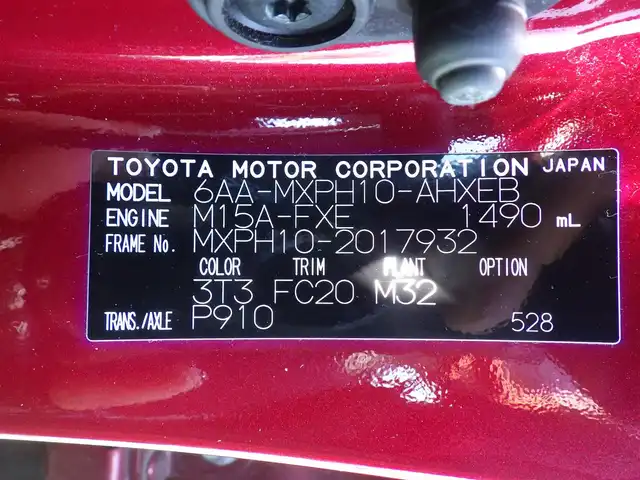 TOYOTA MOTOR CORPORATION JAPAN
MODEL 6AA-MXPH10-AHXEB
ENGINE M15A-FXE 1490 mL
FRAME No. MXPH10-2017932
COLOR TRIM PLANT OPTION
3T3 FC20 M32
TRANS./AXLE P910 528